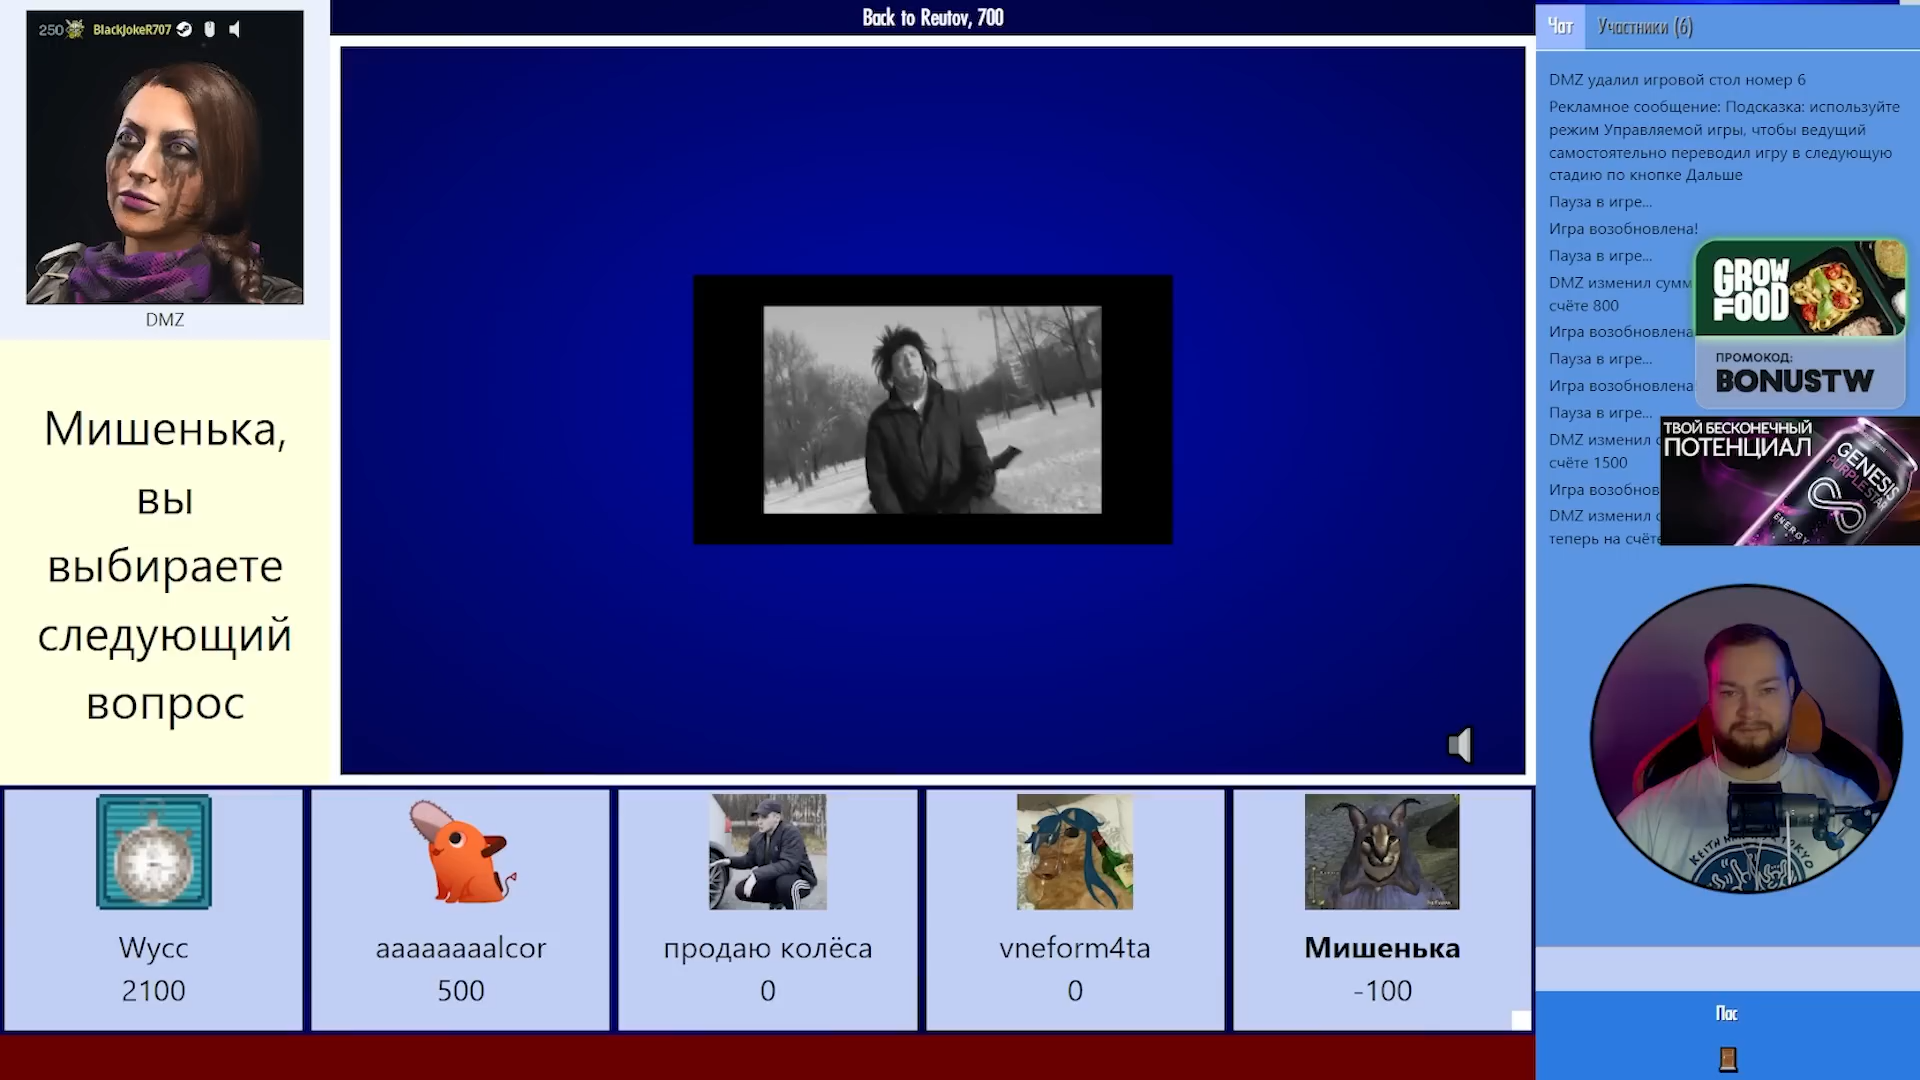 250 BlackJokeR707
DMZ
Мишенька,
вы
выбираете
следующий
вопрос
Back to Reutov, 700
Чат
Участники (6)
DMZ удалил игровой стол номер 6
Рекламное сообщение: Подсказка: используйте
режим Управляемой игры, чтобы ведущий
самостоятельно переводил игру в следующую
стадию по кнопке Дальше
Пауза в игре...
Игра возобновлена!
Пауза в игре...
DMZ изменил сумм
счёте 800
Игра возобновлена
Пауза в игре...
Игра возобновлена
Пауза в игре...
DMZ изменил с
счёте 1500
Игра возобнов
DMZ изменил с
теперь на счёте
GROW
FOOD
ПРОМОКОД:
BONUSTW
ТВОЙ БЕСКОНЕЧНЫЙ
ПОТЕНЦИАЛ
GENESIS
PURPLE STAR
ENERGY
Wycc
2100
aaaaaaaalcor
500
продаю колёса
0
vneform4ta
0
Мишенька
-100
Пас